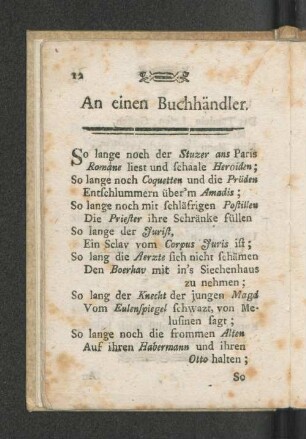 12
An einen Buchhändler.
So lange noch der Stuzer ans Paris
Romane liest und schaale Heroiden;
So lange noch Coquetten und die Prüden
Entschlummern über'm Amadis;
So lange noch mit schläfrigen Postillen
Die Priester ihre Schränke füllen
So lange der Jurist,
Ein Sclav vom Corpus Juris ist;
So lang die Aerzte sich nicht schämen
Den Boerhav mit in's Siechenhaus
zu nehmen;
So lang der Knecht der jungen Magd
Vom Eulenspiegel schwazt, von Me-
lusinen sagt;
So lange noch die frommen Alten
Auf ihren Habermann und ihren
Otto halten;
So